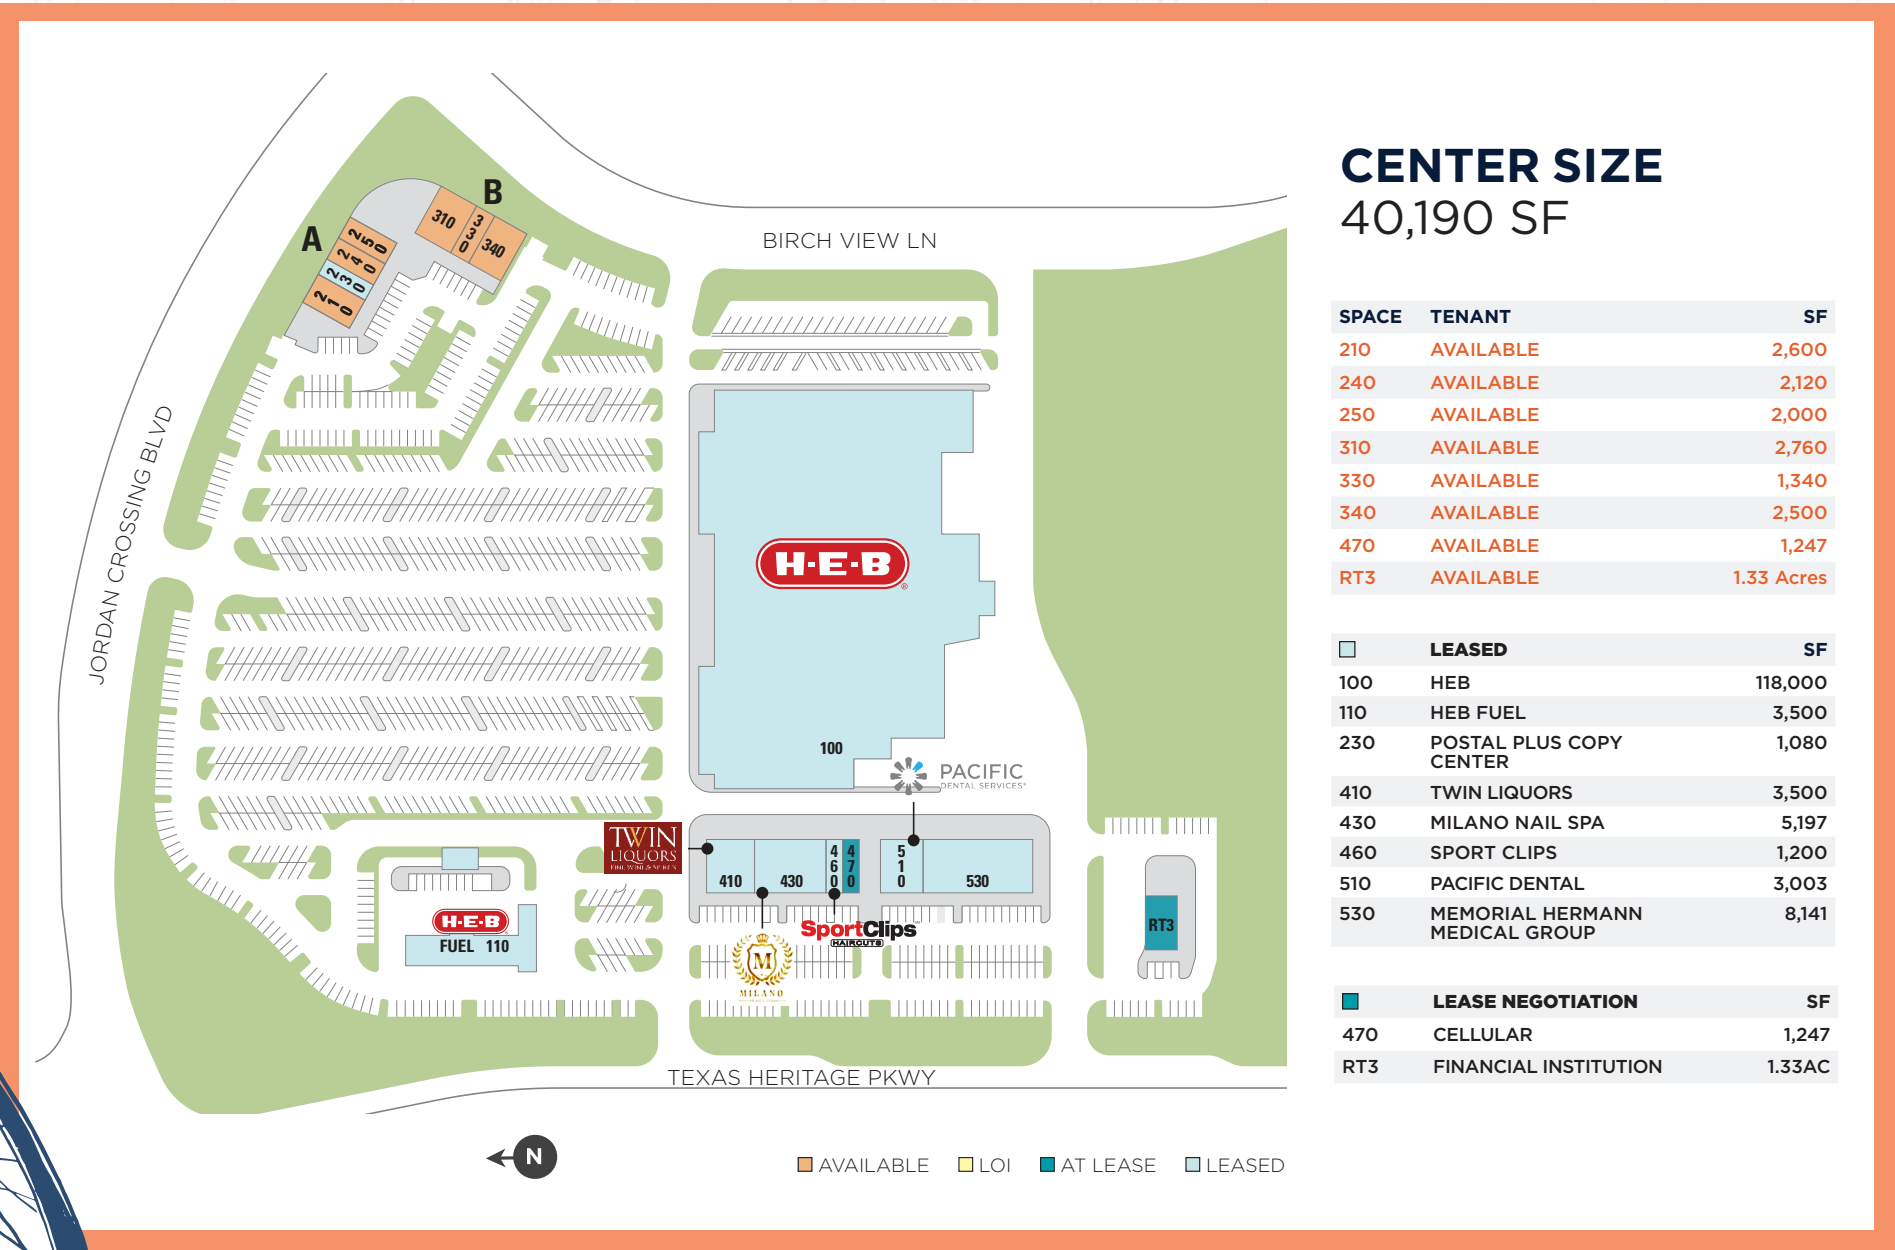 CENTER SIZE
40,190 SF
SPACE TENANT SF
210 AVAILABLE 2,600
240 AVAILABLE 2,120
250 AVAILABLE 2,000
310 AVAILABLE 2,760
330 AVAILABLE 1,340
340 AVAILABLE 2,500
470 AVAILABLE 1,247
RT3 AVAILABLE 1.33 Acres
LEASED SF
100 HEB 118,000
110 HEB FUEL 3,500
230 POSTAL PLUS COPY 1,080
CENTER
410 TWIN LIQUORS 3,500
430 MILANO NAIL SPA 5,197
460 SPORT CLIPS 1,200
510 PACIFIC DENTAL 3,003
530 MEMORIAL HERMANN 8,141
MEDICAL GROUP
LEASE NEGOTIATION SF
470 CELLULAR 1,247
RT3 FINANCIAL INSTITUTION 1.33AC
A
B
250
240
230
210
310
330
340
BIRCH VIEW LN
JORDAN CROSSING BLVD
H-E-B
®
100
PACIFIC
DENTAL SERVICES®
TWIN
LIQUORS
FINE WINE & SPIRITS
410
430
460
470
510
530
H-E-B
FUEL 110
SportClips
HAIRCUTS
M
MILANO
RT3
TEXAS HERITAGE PKWY
N
AVAILABLE
LOI
AT LEASE
LEASED